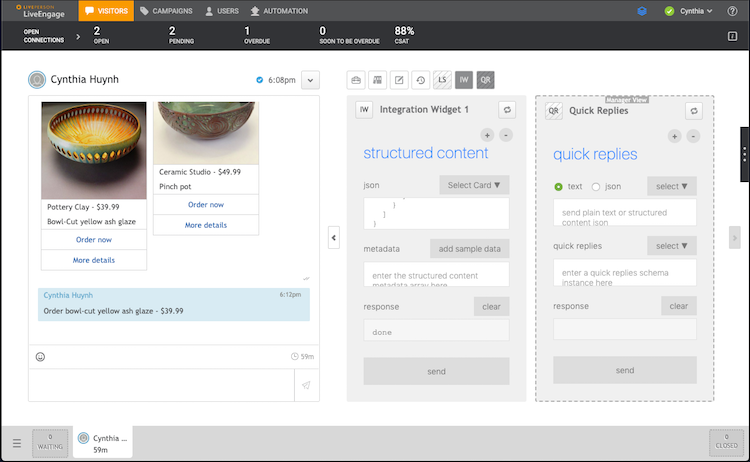 LIVEPERSON
LiveEngage
VISITORS
CAMPAIGNS
USERS
AUTOMATION
Cynthia
OPEN
CONNECTIONS
2
OPEN
2
PENDING
1
OVERDUE
0
SOON TO BE OVERDUE
88%
CSAT
Cynthia Huynh
6:08pm
Pottery Clay - $39.99
Bowl-Cut yellow ash glaze
Order now
More details
Ceramic Studio - $49.99
Pinch pot
Order now
More details
Cynthia Huynh 6:12pm
Order bowl-cut yellow ash glaze - $39.99
59m
LS
IW
QR
IW
Integration Widget 1
+ -
structured content
json
Select Card ▼
}
]
}
metadata
add sample data
enter the structured content
metadata array here
response
clear
done
send
Manager View
QR
Quick Replies
+ -
quick replies
text
json
select ▼
send plain text or structured
content json
quick replies
select ▼
enter a quick replies schema
instance here
response
clear
send
0
WAITING
Cynthia ...
59m
0
CLOSED